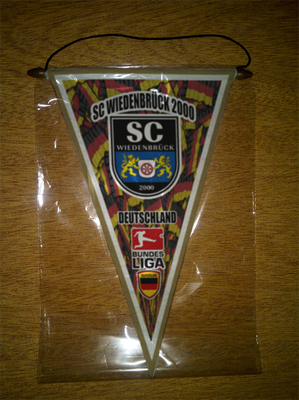 SC WIEDENBRÜCK 2000
SC
WIEDENBRÜCK
2000
DEUTSCHLAND
BUNDES
LIGA